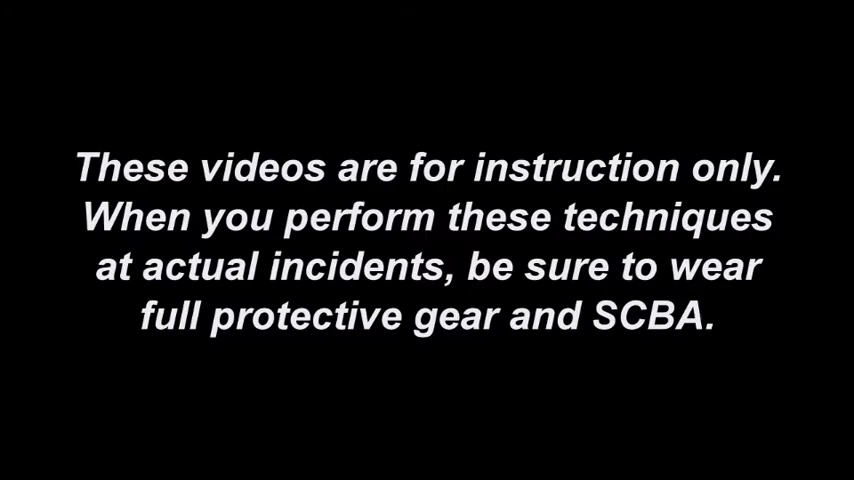 These videos are for instruction only.
When you perform these techniques
at actual incidents, be sure to wear
full protective gear and SCBA.